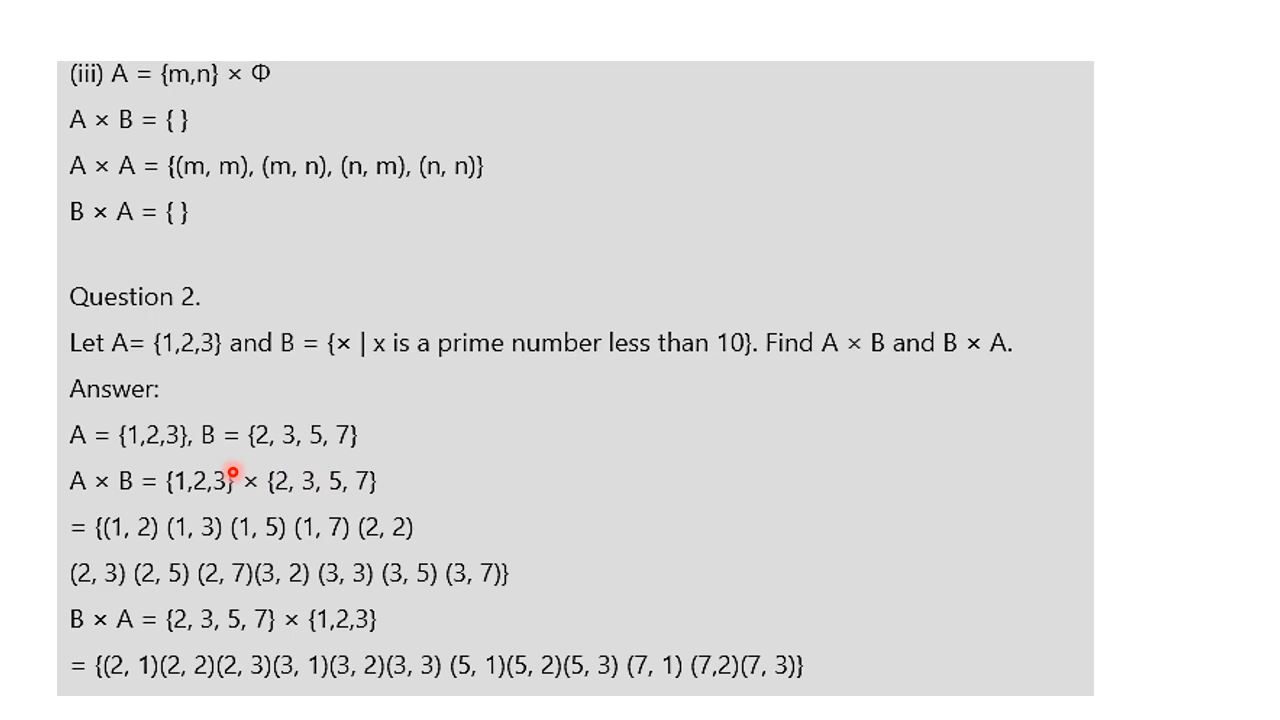 (iii) A = {m,n} × Φ
A × B = { }
A × A = {(m, m), (m, n), (n, m), (n, n)}
B × A = { }
Question 2.
Let A= {1,2,3} and B = {× | x is a prime number less than 10}. Find A × B and B × A.
Answer:
A = {1,2,3}, B = {2, 3, 5, 7}
A × B = {1,2,3} × {2, 3, 5, 7}
= {(1, 2) (1, 3) (1, 5) (1, 7) (2, 2)
(2, 3) (2, 5) (2, 7)(3, 2) (3, 3) (3, 5) (3, 7)}
B × A = {2, 3, 5, 7} × {1,2,3}
= {(2, 1)(2, 2)(2, 3)(3, 1)(3, 2)(3, 3) (5, 1)(5, 2)(5, 3) (7, 1) (7,2)(7, 3)}